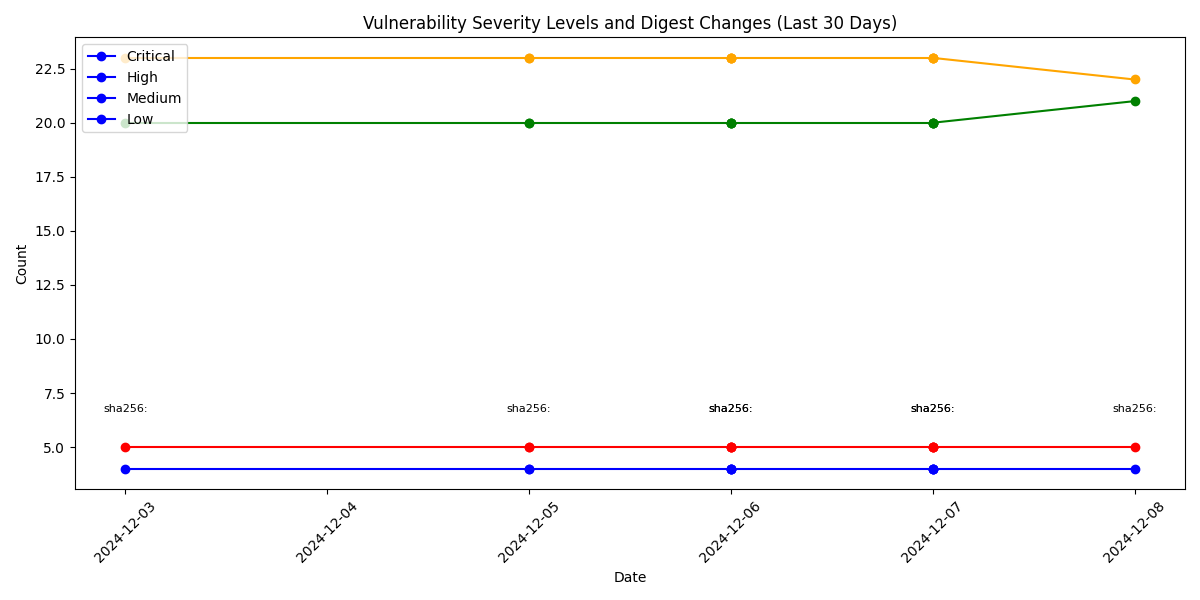 Vulnerability Severity Levels and Digest Changes (Last 30 Days)
Critical
High
Medium
Low
Count
22.5
20.0
17.5
15.0
12.5
10.0
7.5
5.0
sha256:
sha256:
sha256:
sha256:
sha256:
2024-12-03
2024-12-04
2024-12-05
2024-12-06
2024-12-07
2024-12-08
Date